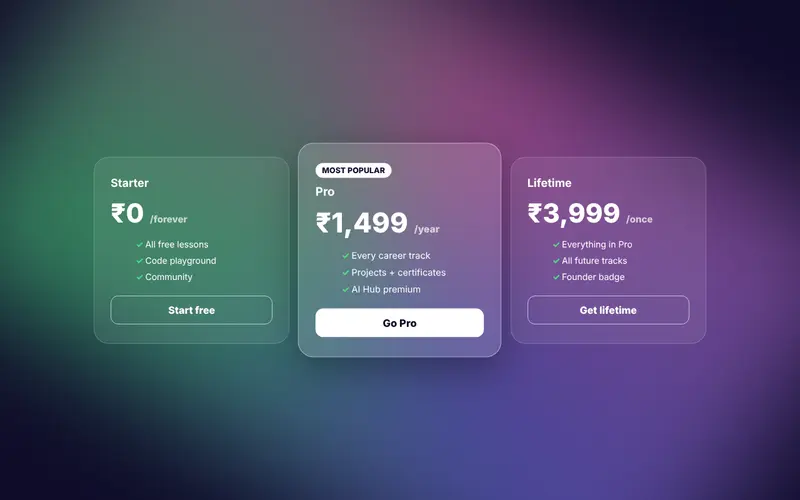 Starter
₹0 /forever
✓ All free lessons
✓ Code playground
✓ Community
Start free
MOST POPULAR
Pro
₹1,499 /year
✓ Every career track
✓ Projects + certificates
✓ AI Hub premium
Go Pro
Lifetime
₹3,999 /once
✓ Everything in Pro
✓ All future tracks
✓ Founder badge
Get lifetime